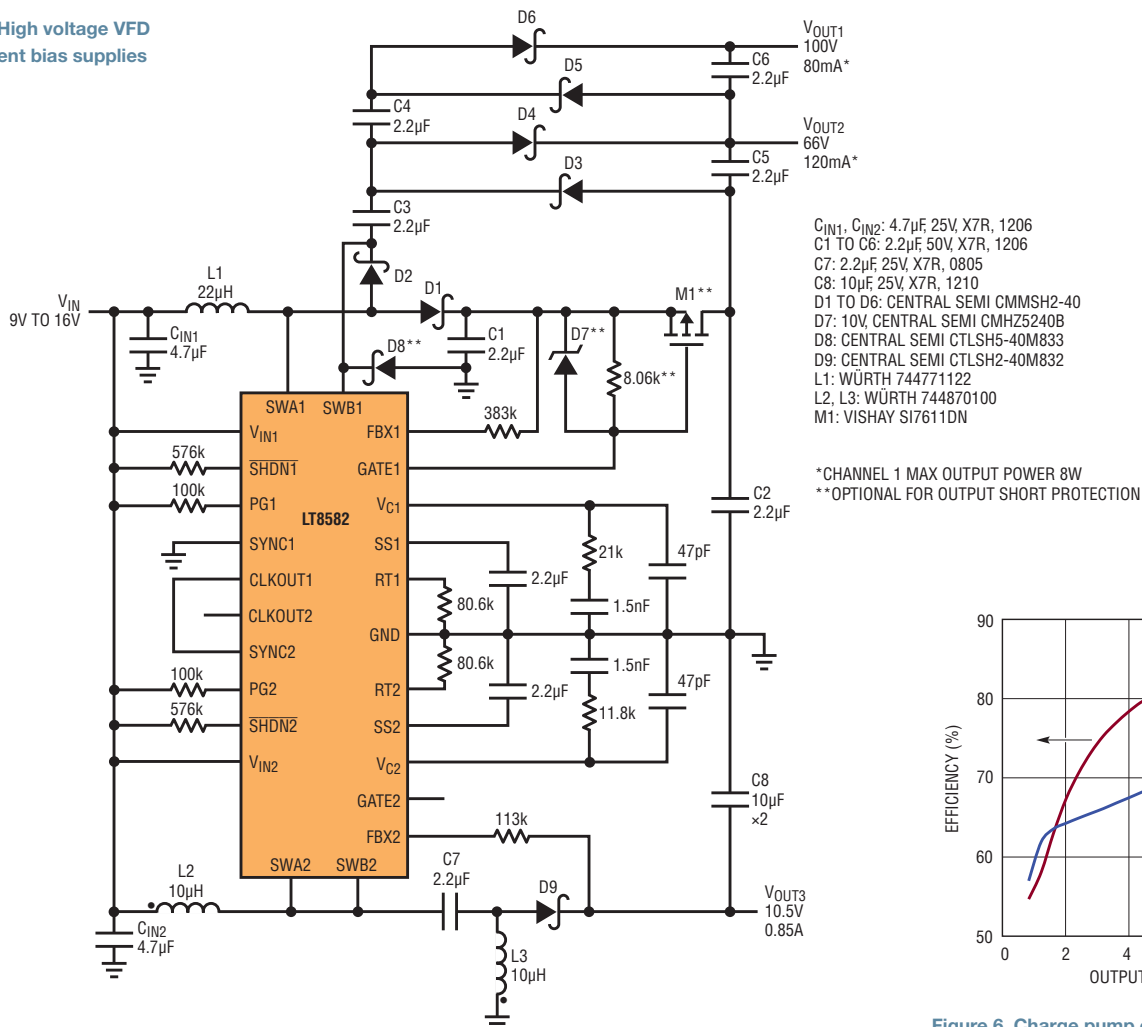 High voltage VFD
ent bias supplies
D6
VOUT1
100V
80mA*
C6
2.2µF
D5
C4
2.2µF
D4
VOUT2
66V
120mA*
C5
2.2µF
D3
C3
2.2µF
D2
L1
22µH
VIN
9V TO 16V
CIN1
4.7µF
D1
M1**
C1
2.2µF
D7**
8.06k**
D8**
CIN1, CIN2: 4.7µF, 25V, X7R, 1206
C1 TO C6: 2.2µF, 50V, X7R, 1206
C7: 2.2µF, 25V, X7R, 0805
C8: 10µF, 25V, X7R, 1210
D1 TO D6: CENTRAL SEMI CMMSH2-40
D7: 10V, CENTRAL SEMI CMHZ5240B
D8: CENTRAL SEMI CTLSH5-40M833
D9: CENTRAL SEMI CTLSH2-40M832
L1: WÜRTH 744771122
L2, L3: WÜRTH 744870100
M1: VISHAY SI7611DN
*CHANNEL 1 MAX OUTPUT POWER 8W
**OPTIONAL FOR OUTPUT SHORT PROTECTION
SWA1
SWB1
VIN1
FBX1
383k
576k
SHDN1
GATE1
100k
PG1
VC1
LT8582
C2
2.2µF
SYNC1
SS1
21k
47pF
2.2µF
CLKOUT1
RT1
80.6k
1.5nF
CLKOUT2
GND
SYNC2
80.6k
1.5nF
47pF
100k
PG2
RT2
2.2µF
11.8k
576k
SHDN2
SS2
VIN2
VC2
GATE2
C8
10µF
×2
FBX2
113k
SWA2
SWB2
C7
2.2µF
L2
10µH
D9
VOUT3
10.5V
0.85A
CIN2
4.7µF
L3
10µH
90
80
70
60
50
EFFICIENCY (%)
0
2
4
OUTPUT
Figure 6. Charge pump